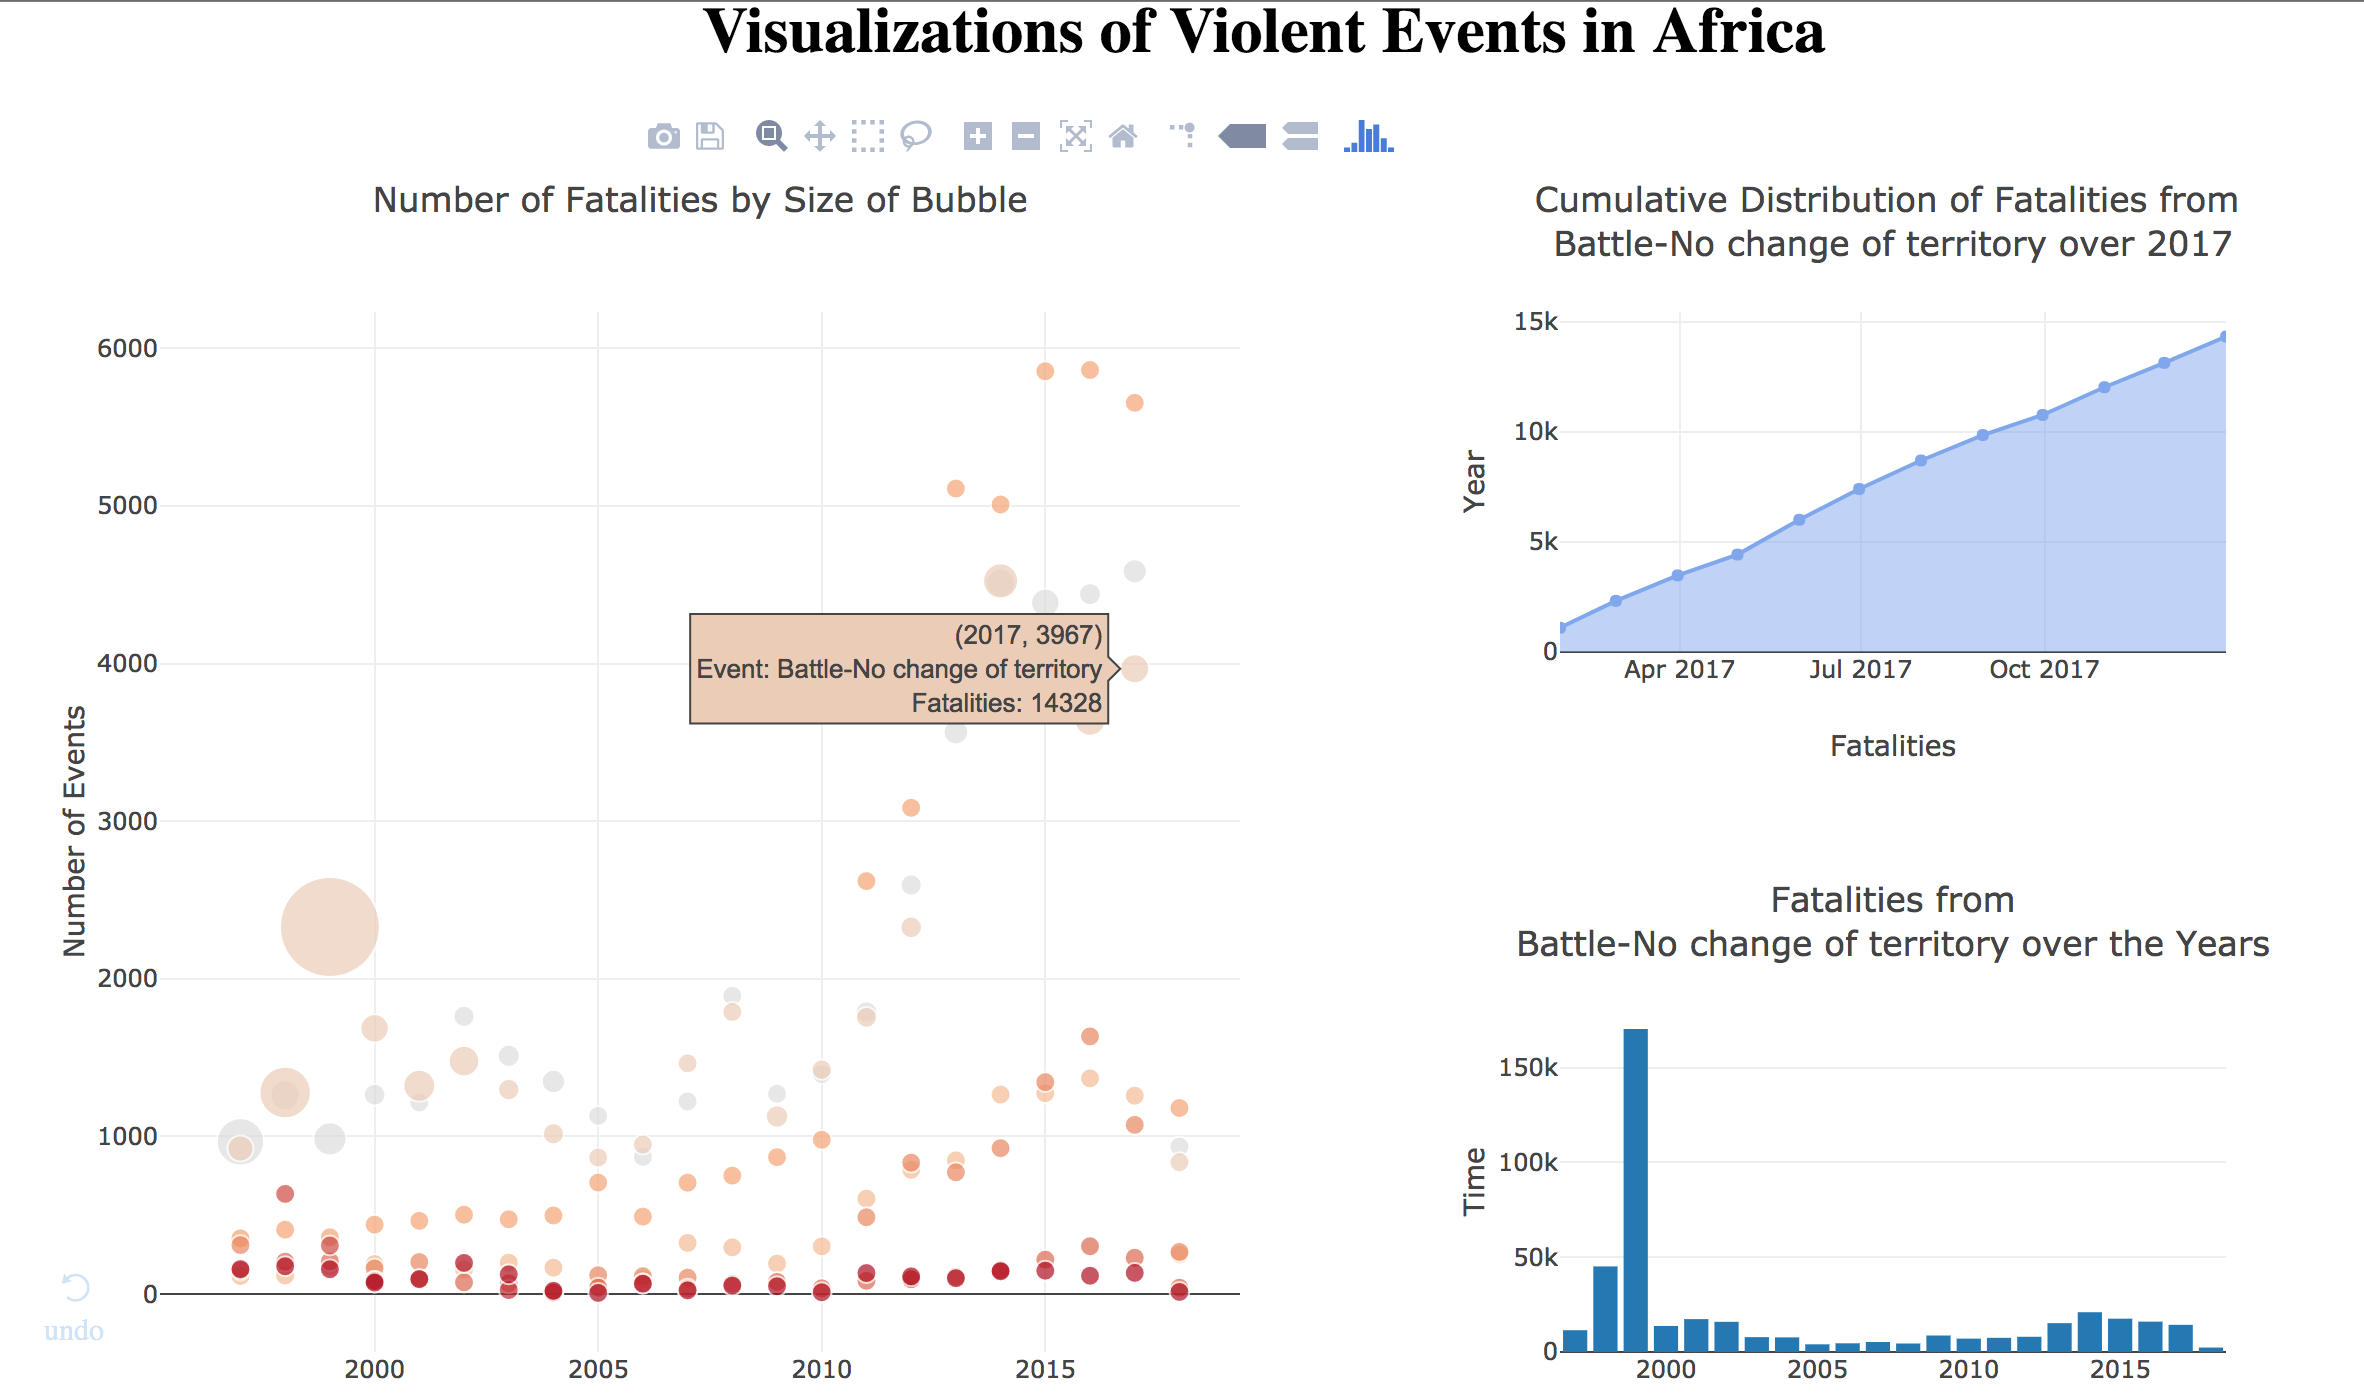 Visualizations of Violent Events in Africa
Number of Fatalities by Size of Bubble
6000
5000
4000
3000
2000
1000
0
Number of Events
2000
2005
2010
2015
(2017, 3967)
Event: Battle-No change of territory
Fatalities: 14328
undo
Cumulative Distribution of Fatalities from
Battle-No change of territory over 2017
15k
10k
5k
0
Year
Apr 2017
Jul 2017
Oct 2017
Fatalities
Fatalities from
Battle-No change of territory over the Years
150k
100k
50k
0
Time
2000
2005
2010
2015